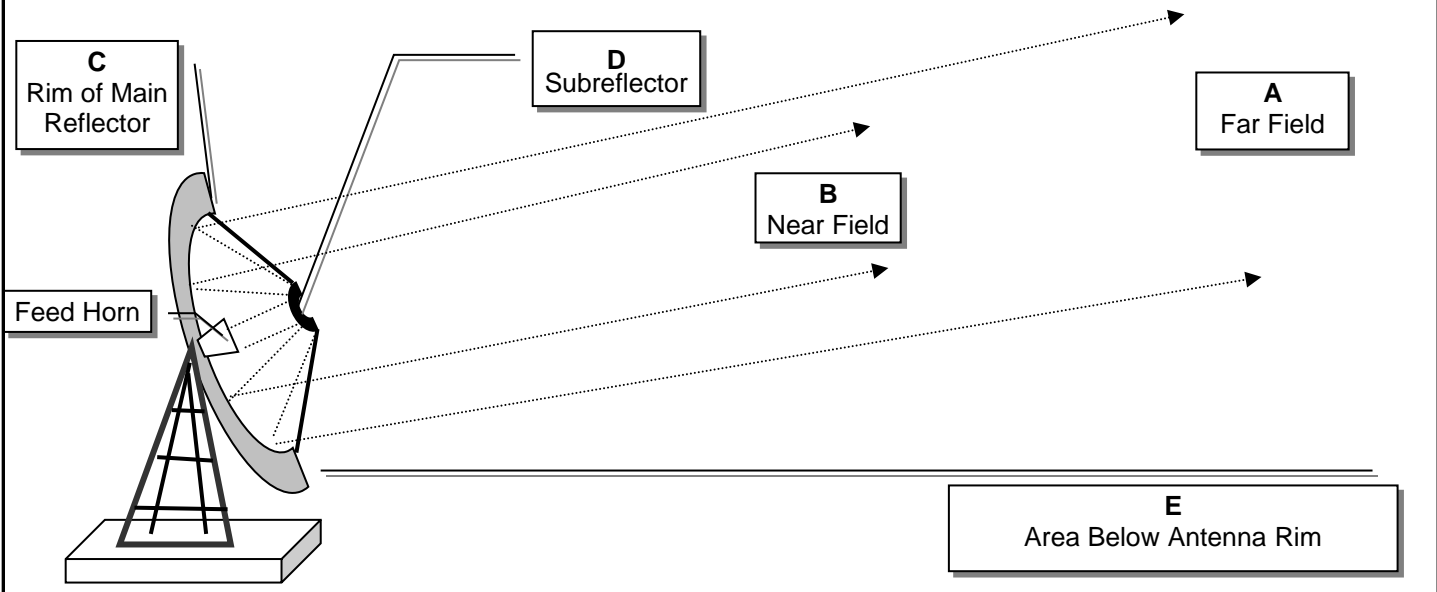 C
Rim of Main
Reflector
D
Subreflector
A
Far Field
B
Near Field
Feed Horn
E
Area Below Antenna Rim